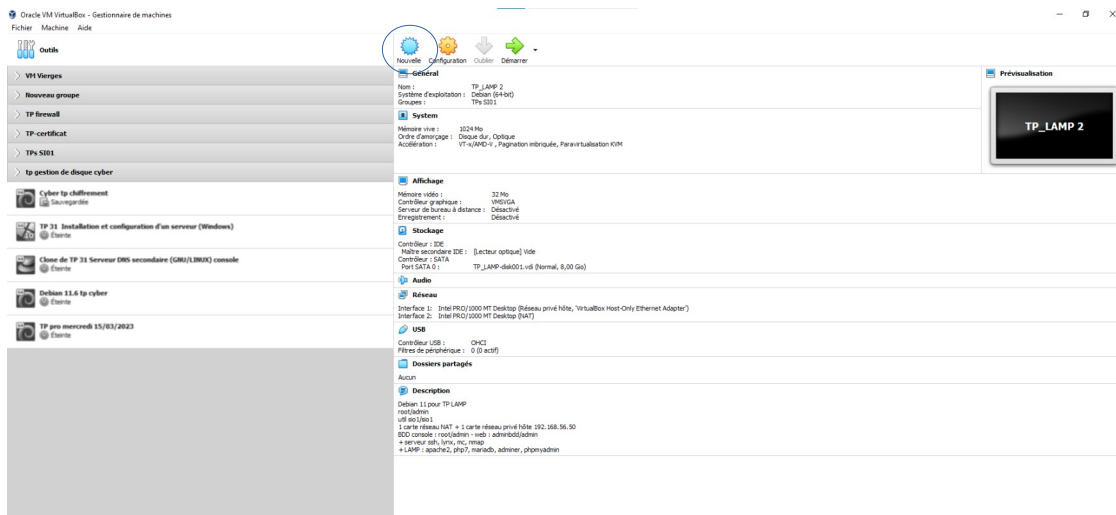 Oracle VM VirtualBox - Gestionnaire de machines
Fichier Machine Aide
Outils
Nouvelle Configuration Oublier Démarrer
VM Vierges
Nouveau groupe
TP firewall
TP-certificat
TPs SI01
tp gestion de disque cyber
Cyber tp chiffrement
Sauvegardée
TP 31 Installation et configuration d'un serveur (Windows)
Éteinte
Clone de TP 31 Serveur DNS secondaire (GNU/LINUX) console
Éteinte
Debian 11.6 tp cyber
Éteinte
TP pro mercredi 15/03/2023
Éteinte
Général
Nom : TP_LAMP 2
Système d'exploitation : Debian (64-bit)
Groupes : TPs SI01
System
Mémoire vive : 1024 Mo
Ordre d'amorçage : Disque dur, Optique
Accélération : VT-x/AMD-V , Pagination imbriquée, Paravirtualisation KVM
Affichage
Mémoire vidéo : 32 Mo
Contrôleur graphique : VMSVGA
Serveur de bureau à distance : Désactivé
Enregistrement : Désactivé
Stockage
Contrôleur : IDE
Maître secondaire IDE : [Lecteur optique] Vide
Contrôleur : SATA
Port SATA 0 : TP_LAMP-disk001.vdi (Normal, 8,00 Gio)
Audio
Réseau
Interface 1: Intel PRO/1000 MT Desktop (Réseau privé hôte, 'VirtualBox Host-Only Ethernet Adapter')
Interface 2: Intel PRO/1000 MT Desktop (NAT)
USB
Contrôleur USB : OHCI
Filtres de périphérique : 0 (0 actif)
Dossiers partagés
Aucun
Description
Debian 11 pour TP LAMP
root/admin
util sio1/sio1
1 carte réseau NAT + 1 carte réseau privé hôte 192.168.56.50
BDD console : root/admin - web : adminbdd/admin
+ serveur ssh, lynx, mc, nmap
+ LAMP : apache2, php7, mariadb, adminer, phpmyadmin
Prévisualisation
TP_LAMP 2